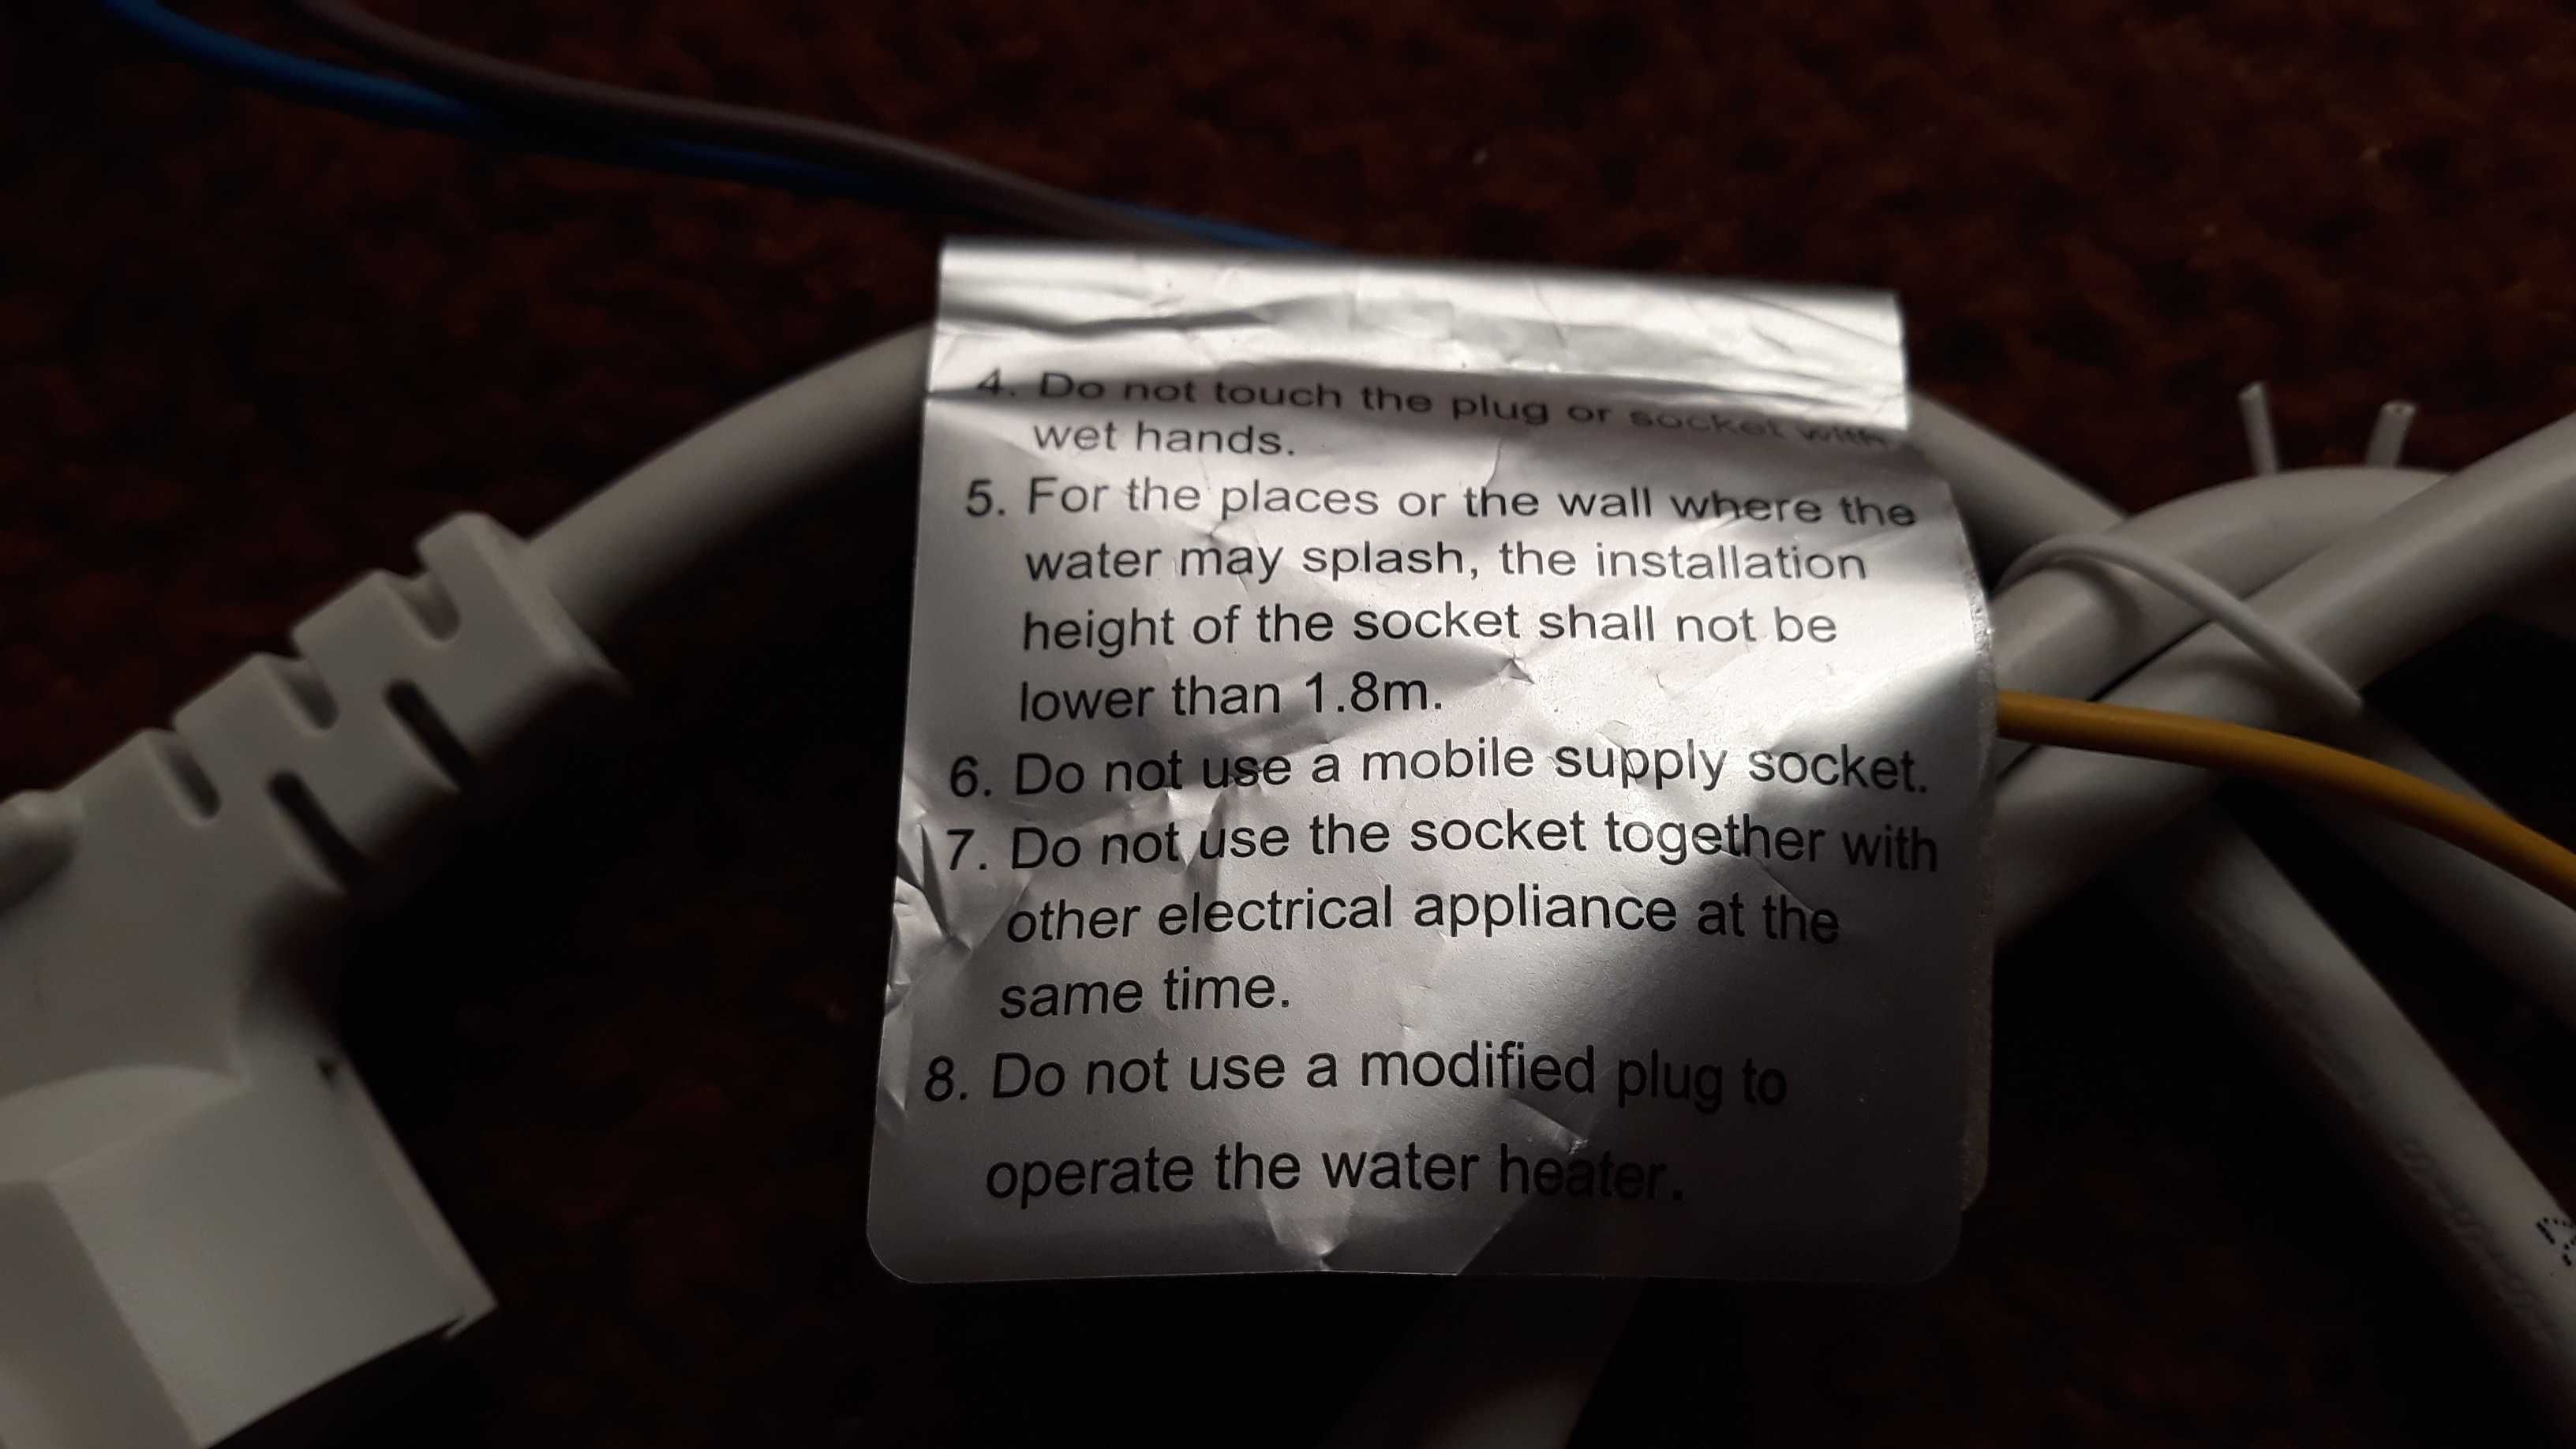 4. Do not touch the plug or socket with
wet hands.
5. For the places or the wall where the
water may splash, the installation
height of the socket shall not be
lower than 1.8m.
6. Do not use a mobile supply socket.
7. Do not use the socket together with
other electrical appliance at the
same time.
8. Do not use a modified plug to
operate the water heater.